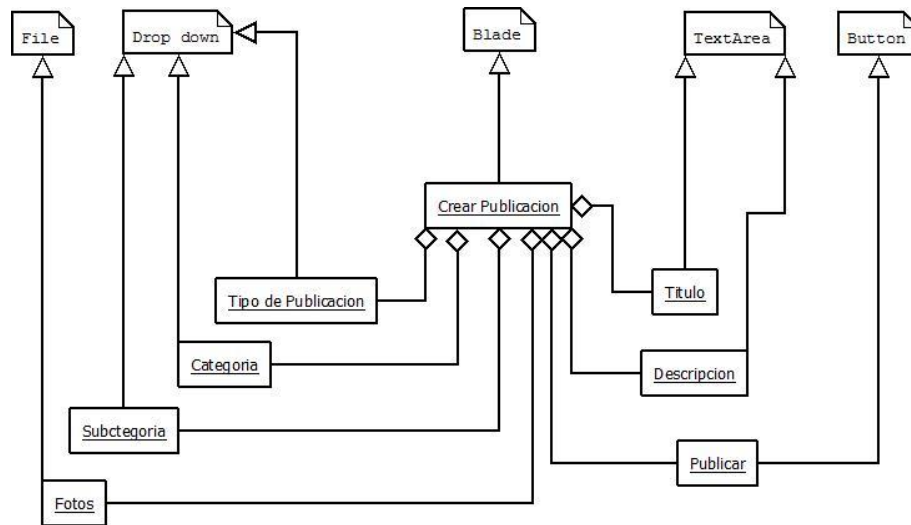 File
Drop down
Blade
TextArea
Button
Crear Publicacion
Tipo de Publicacion
Titulo
Categoria
Descripcion
Subctegoria
Publicar
Fotos